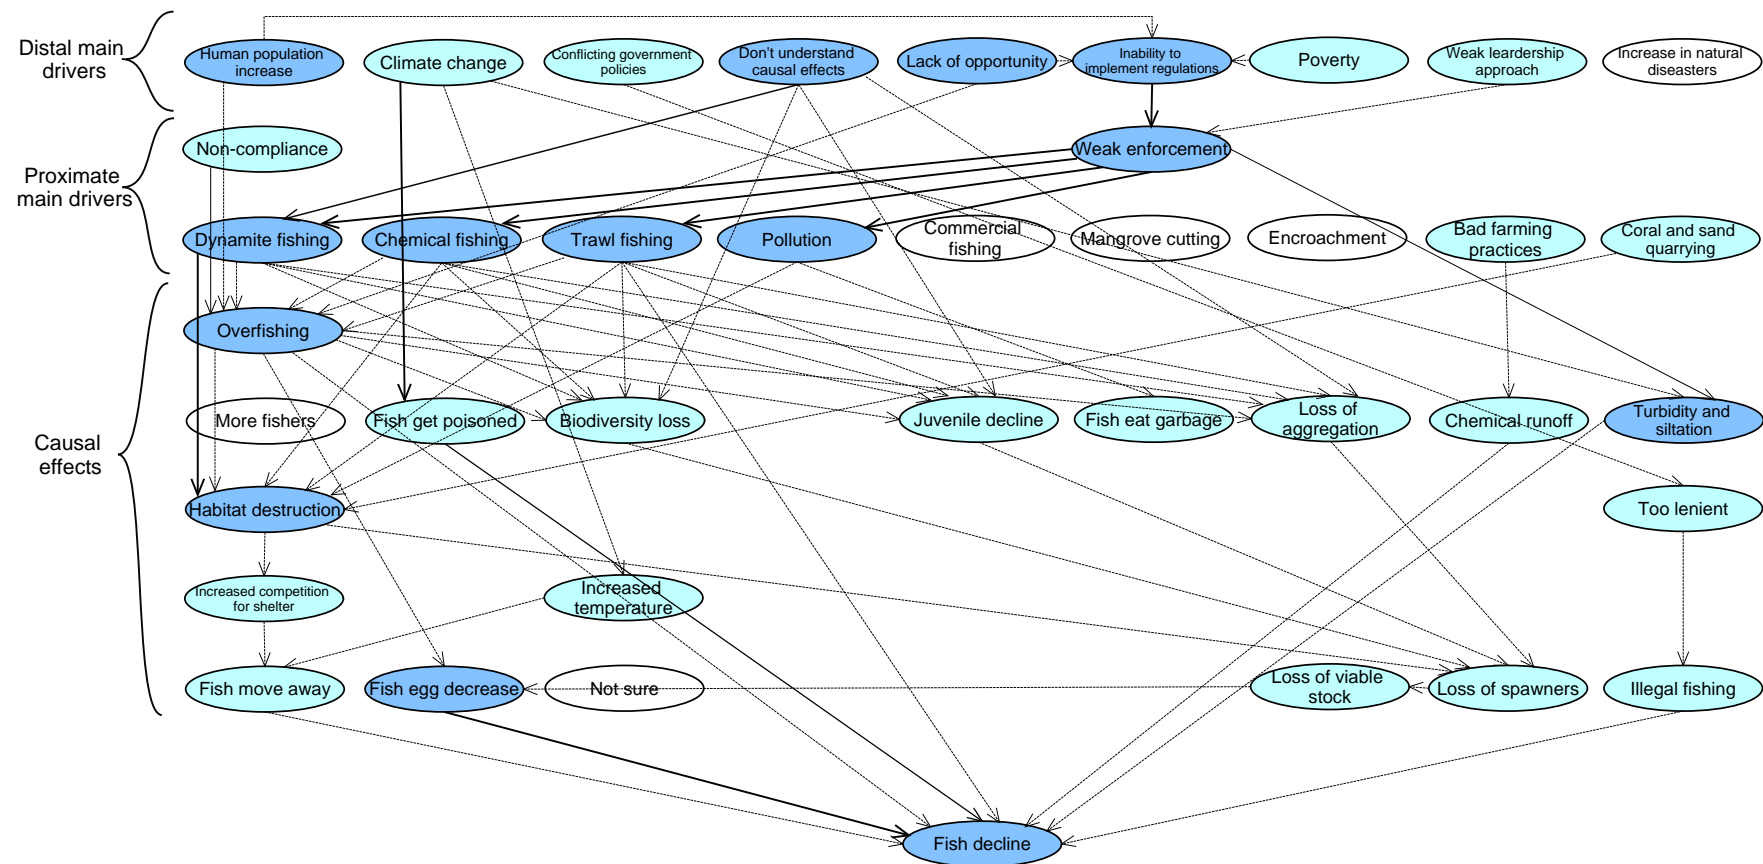 Distal main
drivers
Human population
increase
Climate change
Conflicting government
policies
Don't understand
causal effects
Lack of opportunity
Inability to
implement regulations
Poverty
Weak leardership
approach
Increase in natural
diseasters
Proximate
main drivers
Non-compliance
Weak enforcement
Dynamite fishing
Chemical fishing
Trawl fishing
Pollution
Commercial
fishing
Mangrove cutting
Encroachment
Bad farming
practices
Coral and sand
quarrying
Causal
effects
Overfishing
More fishers
Fish get poisoned
Biodiversity loss
Juvenile decline
Fish eat garbage
Loss of
aggregation
Chemical runoff
Turbidity and
siltation
Habitat destruction
Too lenient
Increased competition
for shelter
Increased
temperature
Fish move away
Fish egg decrease
Not sure
Loss of viable
stock
Loss of spawners
Illegal fishing
Fish decline